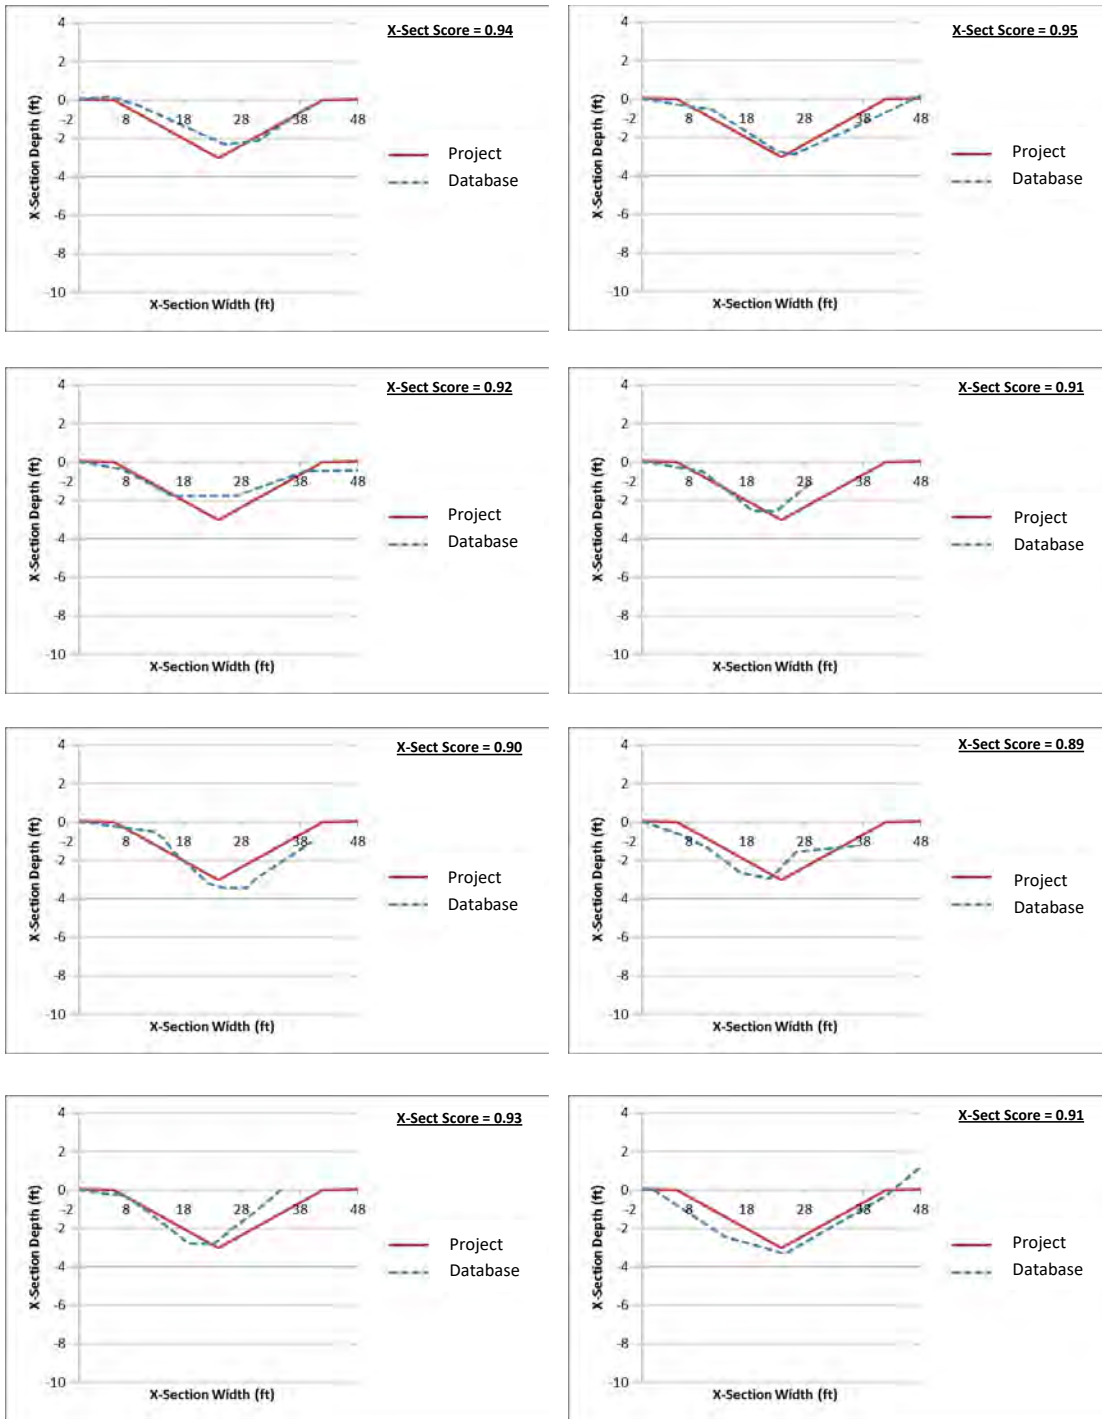 X-Sect Score = 0.94
4
2
0
-2 8 18 28 38 48
-2
-4
-6
-8
-10
X-Section Depth (ft)
X-Section Width (ft)
Project
Database
X-Sect Score = 0.95
4
2
0
-2 8 18 28 38 48
-2
-4
-6
-8
-10
X-Section Depth (ft)
X-Section Width (ft)
Project
Database
X-Sect Score = 0.92
4
2
0
-2 8 18 28 38 48
-2
-4
-6
-8
-10
X-Section Depth (ft)
X-Section Width (ft)
Project
Database
X-Sect Score = 0.91
4
2
0
-2 8 18 28 38 48
-2
-4
-6
-8
-10
X-Section Depth (ft)
X-Section Width (ft)
Project
Database
X-Sect Score = 0.90
4
2
0
-2 8 18 28 38 48
-2
-4
-6
-8
-10
X-Section Depth (ft)
X-Section Width (ft)
Project
Database
X-Sect Score = 0.89
4
2
0
-2 8 18 28 38 48
-2
-4
-6
-8
-10
X-Section Depth (ft)
X-Section Width (ft)
Project
Database
X-Sect Score = 0.93
4
2
0
-2 8 18 28 38 48
-2
-4
-6
-8
-10
X-Section Depth (ft)
X-Section Width (ft)
Project
Database
X-Sect Score = 0.91
4
2
0
-2 8 18 28 38 48
-2
-4
-6
-8
-10
X-Section Depth (ft)
X-Section Width (ft)
Project
Database